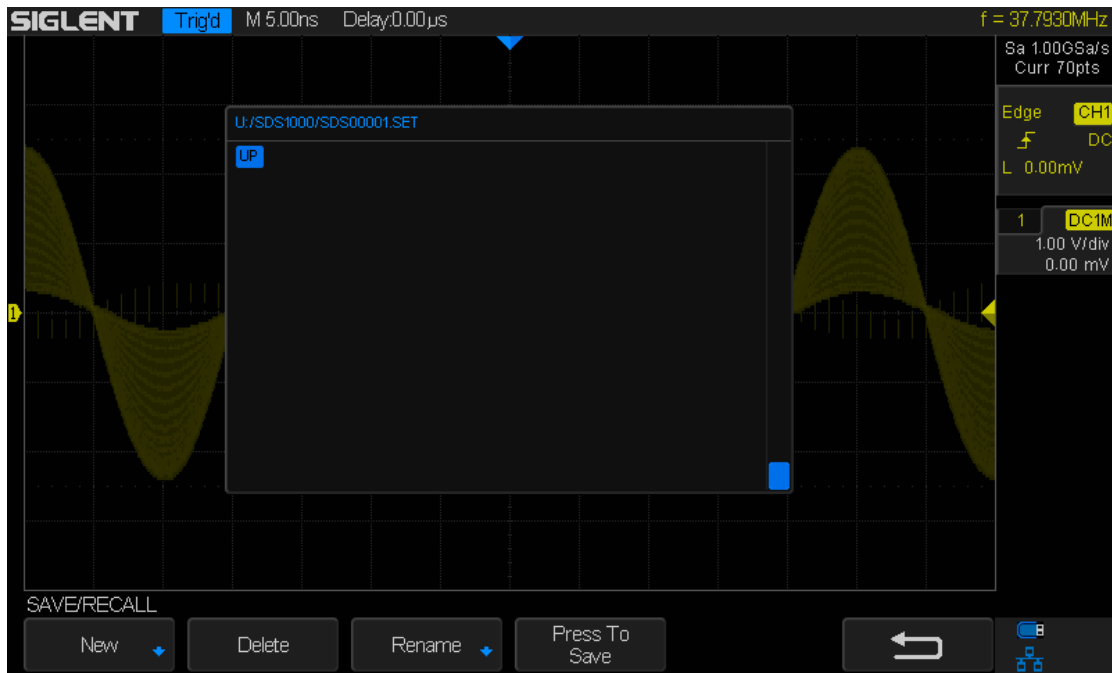 SIGLENT Trig'd M 5.00ns Delay:0.00µs f = 37.7930MHz
Sa 1.00GSa/s
Curr 70pts
Edge CH1
DC
L 0.00mV
U:/SDS1000/SDS00001.SET
UP
1 DC1M
1.00 V/div
0.00 mV
1
SAVE/RECALL
New Delete Rename Press To
Save